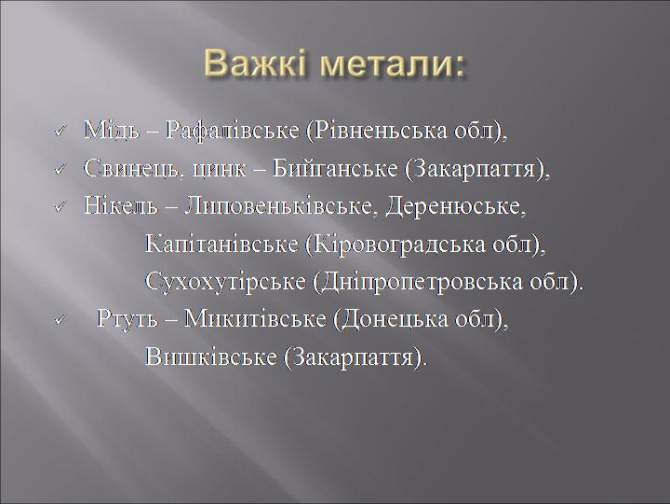 Важкі метали:
Мідь – Рафалівське (Рівненьська обл),
Свинець, цинк – Бийганське (Закарпаття),
Нікель – Липовеньківське, Деренюське,
Капітанівське (Кіровоградська обл),
Сухохутірське (Дніпропетровська обл).
Ртуть – Микитівське (Донецька обл),
Вишківське (Закарпаття).